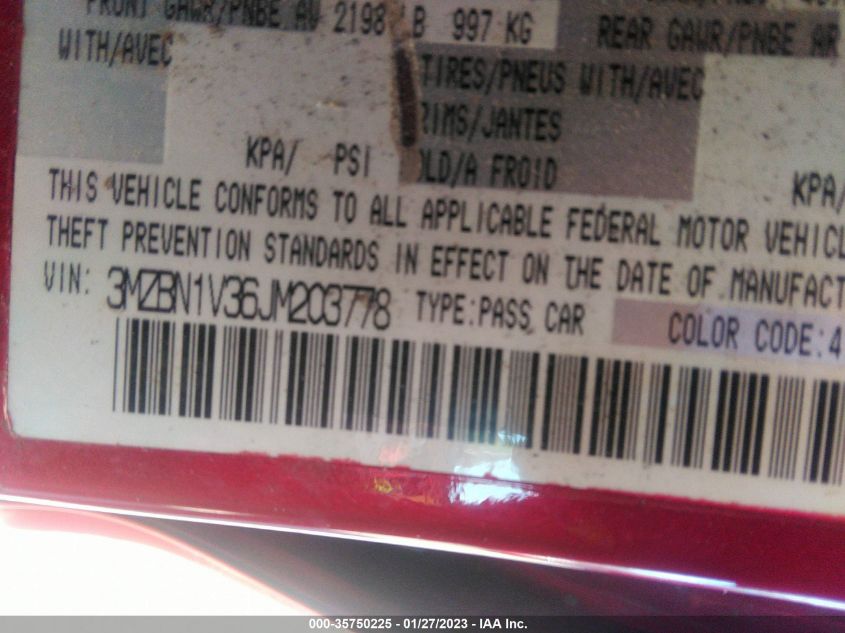 FRONT GAWR/PNBE AV 2198 LB 997 KG
REAR GAWR/PNBE AR
WITH/AVEC
TIRES/PNEUS WITH/AVEC
RIMS/JANTES
KPA/ PSI OLD/A FROID
KPA/
THIS VEHICLE CONFORMS TO ALL APPLICABLE FEDERAL MOTOR VEHICL
THEFT PREVENTION STANDARDS IN EFFECT ON THE DATE OF MANUFACT
VIN: 3MZBN1V36JM203778 TYPE:PASS CAR COLOR CODE:4
000-35750225 - 01/27/2023 - IAA Inc.